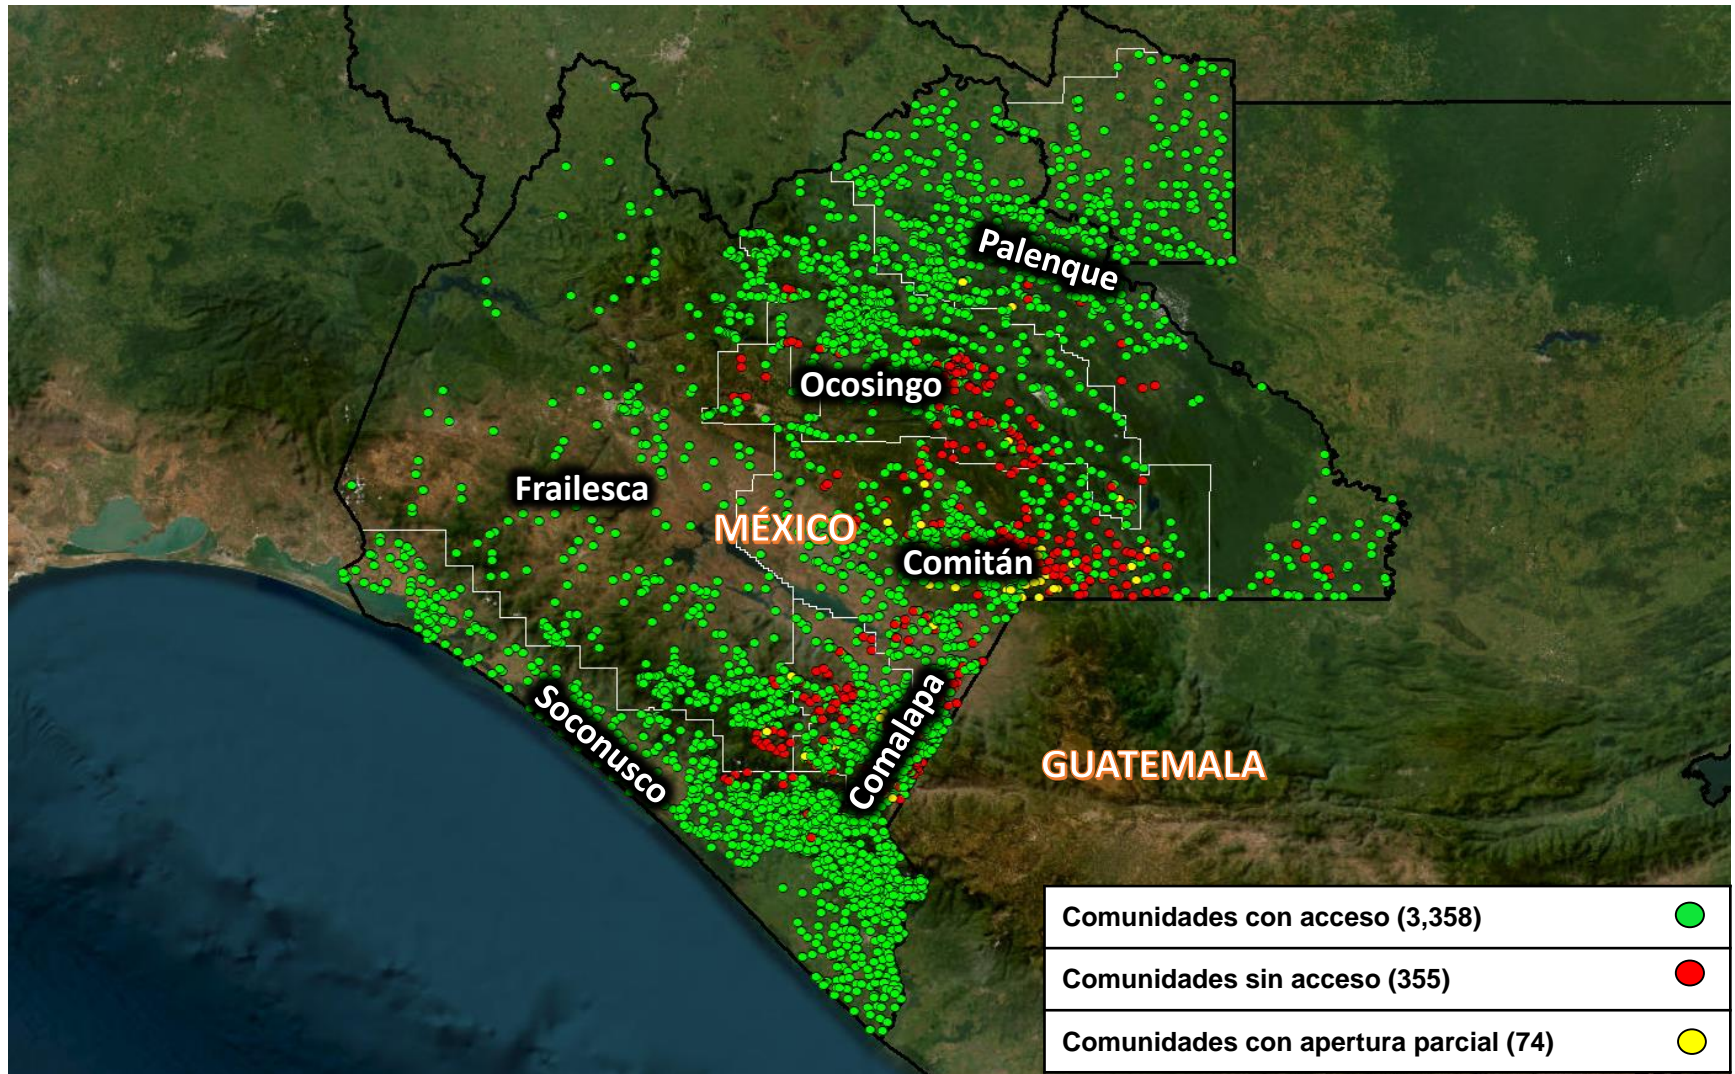 Palenque
Ocosingo
Frailesca
MÉXICO
Comitán
Soconusco
Comalapa
GUATEMALA
Comunidades con acceso (3,358)
Comunidades sin acceso (355)
Comunidades con apertura parcial (74)